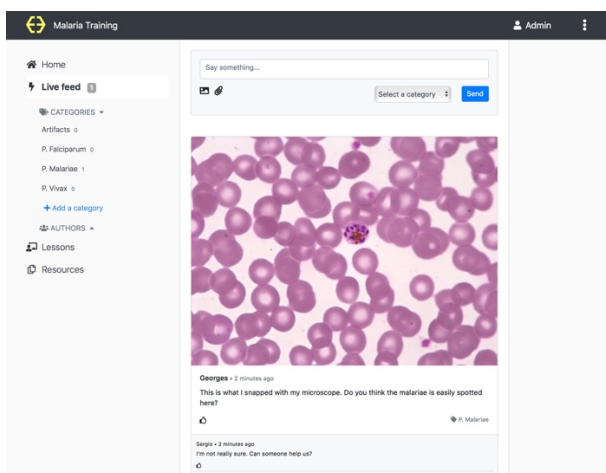 Malaria Training
Admin
Home
Live feed 1
CATEGORIES
Artifacts 0
P. Falciparum 0
P. Malariae 1
P. Vivax 0
+ Add a category
AUTHORS
Lessons
Resources
Say something...
Select a category
Send
Georges • 2 minutes ago
This is what I snapped with my microscope. Do you think the malariae is easily spotted
here?
P. Malariae
Sergio • 2 minutes ago
I'm not really sure. Can someone help us?